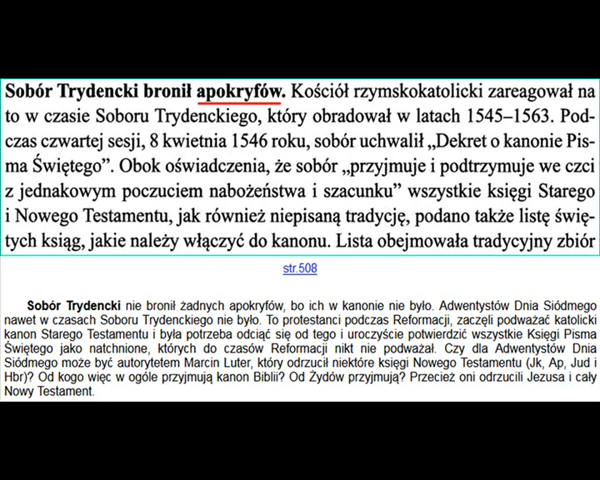 Sobór Trydencki bronił apokryfów. Kościół rzymskokatolicki zareagował na
to w czasie Soboru Trydenckiego, który obradował w latach 1545–1563. Pod-
czas czwartej sesji, 8 kwietnia 1546 roku, sobór uchwalił „Dekret o kanonie Pis-
ma Świętego”. Obok oświadczenia, że sobór „przyjmuje i podtrzymuje we czci
z jednakowym poczuciem nabożeństwa i szacunku” wszystkie księgi Starego
i Nowego Testamentu, jak również niepisaną tradycję, podano także listę świę-
tych ksiąg, jakie należy włączyć do kanonu. Lista obejmowała tradycyjny zbiór
str.508
Sobór Trydencki nie bronił żadnych apokryfów, bo ich w kanonie nie było. Adwentystów Dnia Siódmego
nawet w czasach Soboru Trydenckiego nie było. To protestanci podczas Reformacji, zaczęli podważać katolicki
kanon Starego Testamentu i była potrzeba odciąć się od tego i uroczyście potwierdzić wszystkie Księgi Pisma
Świętego jako natchnione, których do czasów Reformacji nikt nie podważał. Czy dla Adwentystów Dnia
Siódmego może być autorytetem Marcin Luter, który odrzucił niektóre księgi Nowego Testamentu (Jk, Ap, Jud i
Hbr)? Od kogo więc w ogóle przyjmują kanon Biblii? Od Żydów przyjmują? Przecież oni odrzucili Jezusa i cały
Nowy Testament.